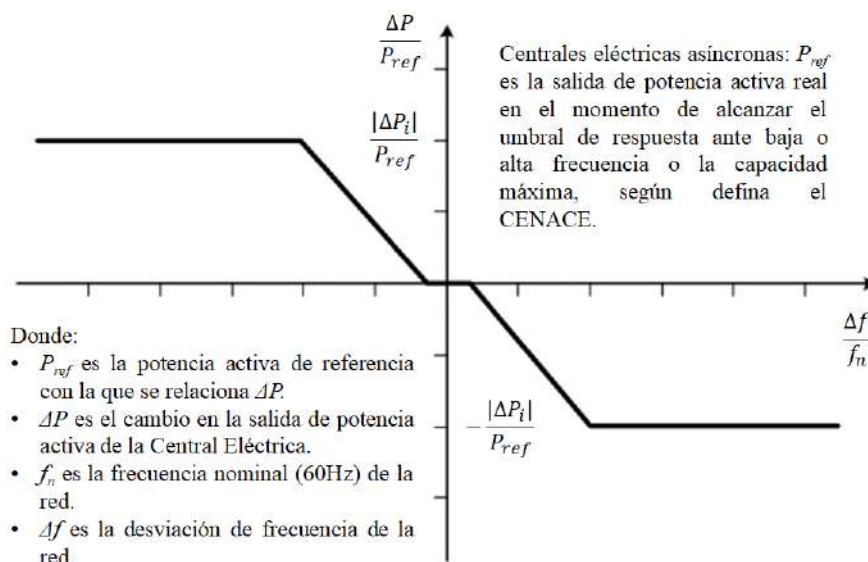 ΔP
P_ref
Centrales eléctricas asíncronas: P_ref
es la salida de potencia activa real
en el momento de alcanzar el
umbral de respuesta ante baja o
alta frecuencia o la capacidad
máxima, según defina el
CENACE.
|ΔP_i|
P_ref
Δf
f_n
Donde:
• P_ref es la potencia activa de referencia
con la que se relaciona ΔP.
• ΔP es el cambio en la salida de potencia
activa de la Central Eléctrica.
• f_n es la frecuencia nominal (60Hz) de la
red.
• Δf es la desviación de frecuencia de la
red
-|ΔP_i|
P_ref